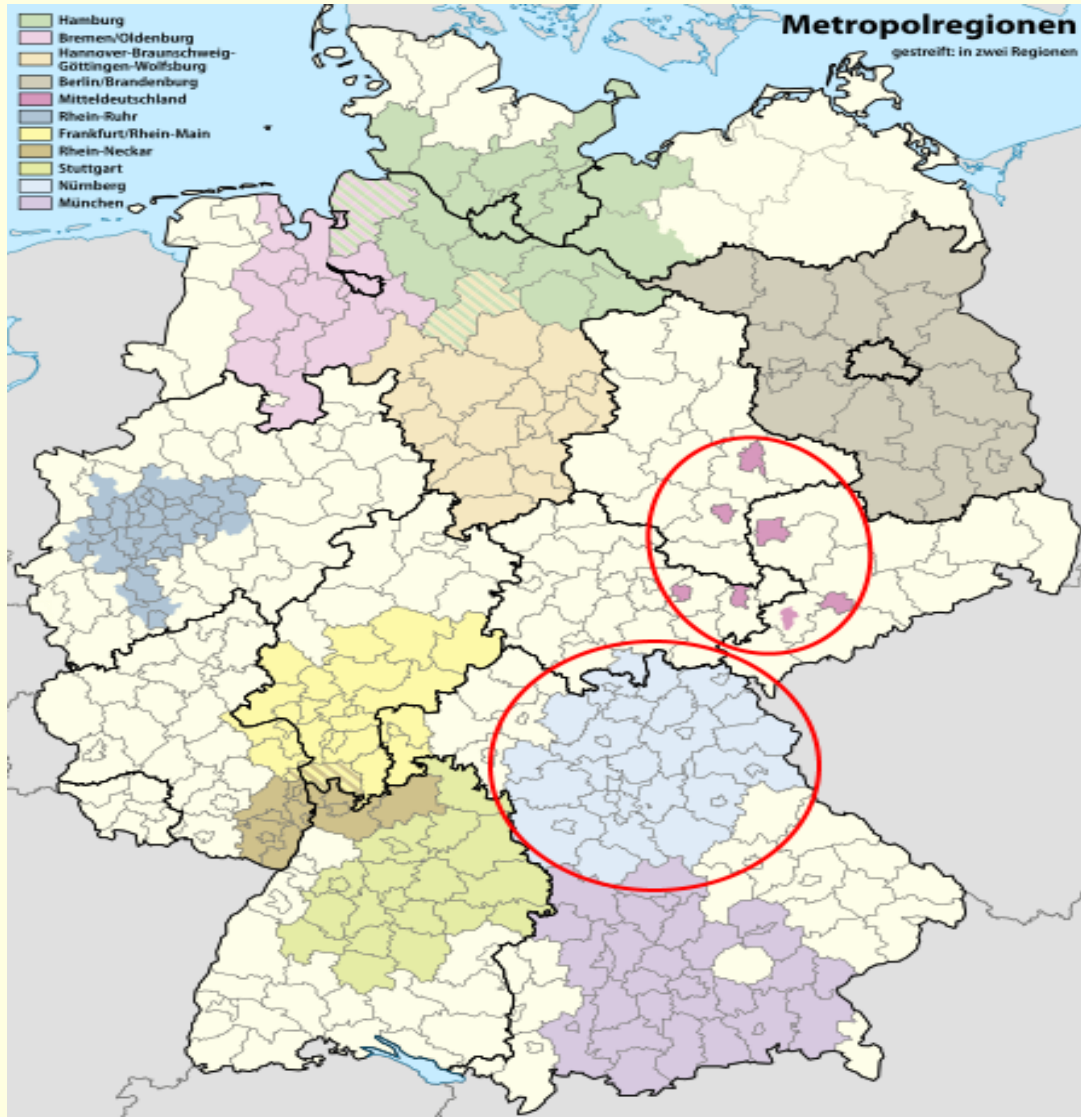 Metropolregionen
gestreift: in zwei Regionen
Hamburg
Bremen/Oldenburg
Hannover-Braunschweig-
Göttingen-Wolfsburg
Berlin/Brandenburg
Mitteldeutschland
Rhein-Ruhr
Frankfurt/Rhein-Main
Rhein-Neckar
Stuttgart
Nürnberg
München